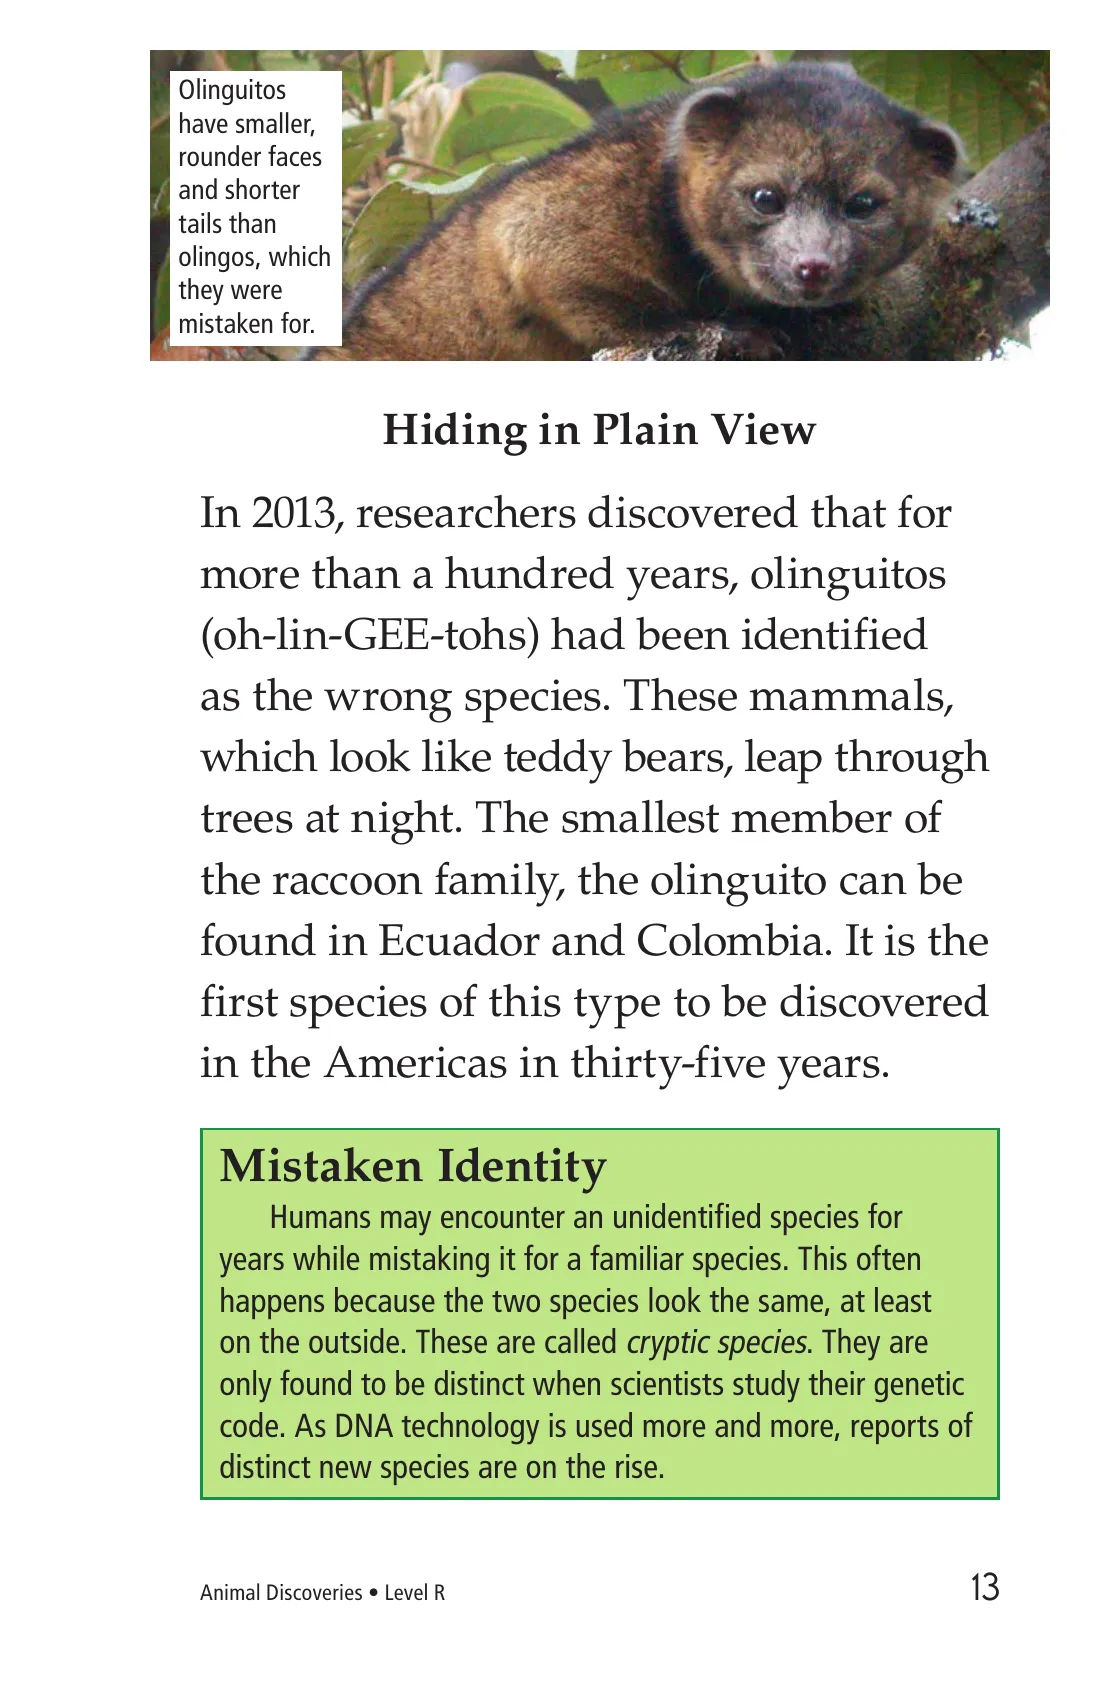 Olinguitos
have smaller,
rounder faces
and shorter
tails than
olingos, which
they were
mistaken for.
Hiding in Plain View
In 2013, researchers discovered that for
more than a hundred years, olinguitos
(oh-lin-GEE-tohs) had been identified
as the wrong species. These mammals,
which look like teddy bears, leap through
trees at night. The smallest member of
the raccoon family, the olinguito can be
found in Ecuador and Colombia. It is the
first species of this type to be discovered
in the Americas in thirty-five years.
Mistaken Identity
Humans may encounter an unidentified species for
years while mistaking it for a familiar species. This often
happens because the two species look the same, at least
on the outside. These are called cryptic species. They are
only found to be distinct when scientists study their genetic
code. As DNA technology is used more and more, reports of
distinct new species are on the rise.
Animal Discoveries • Level R
13